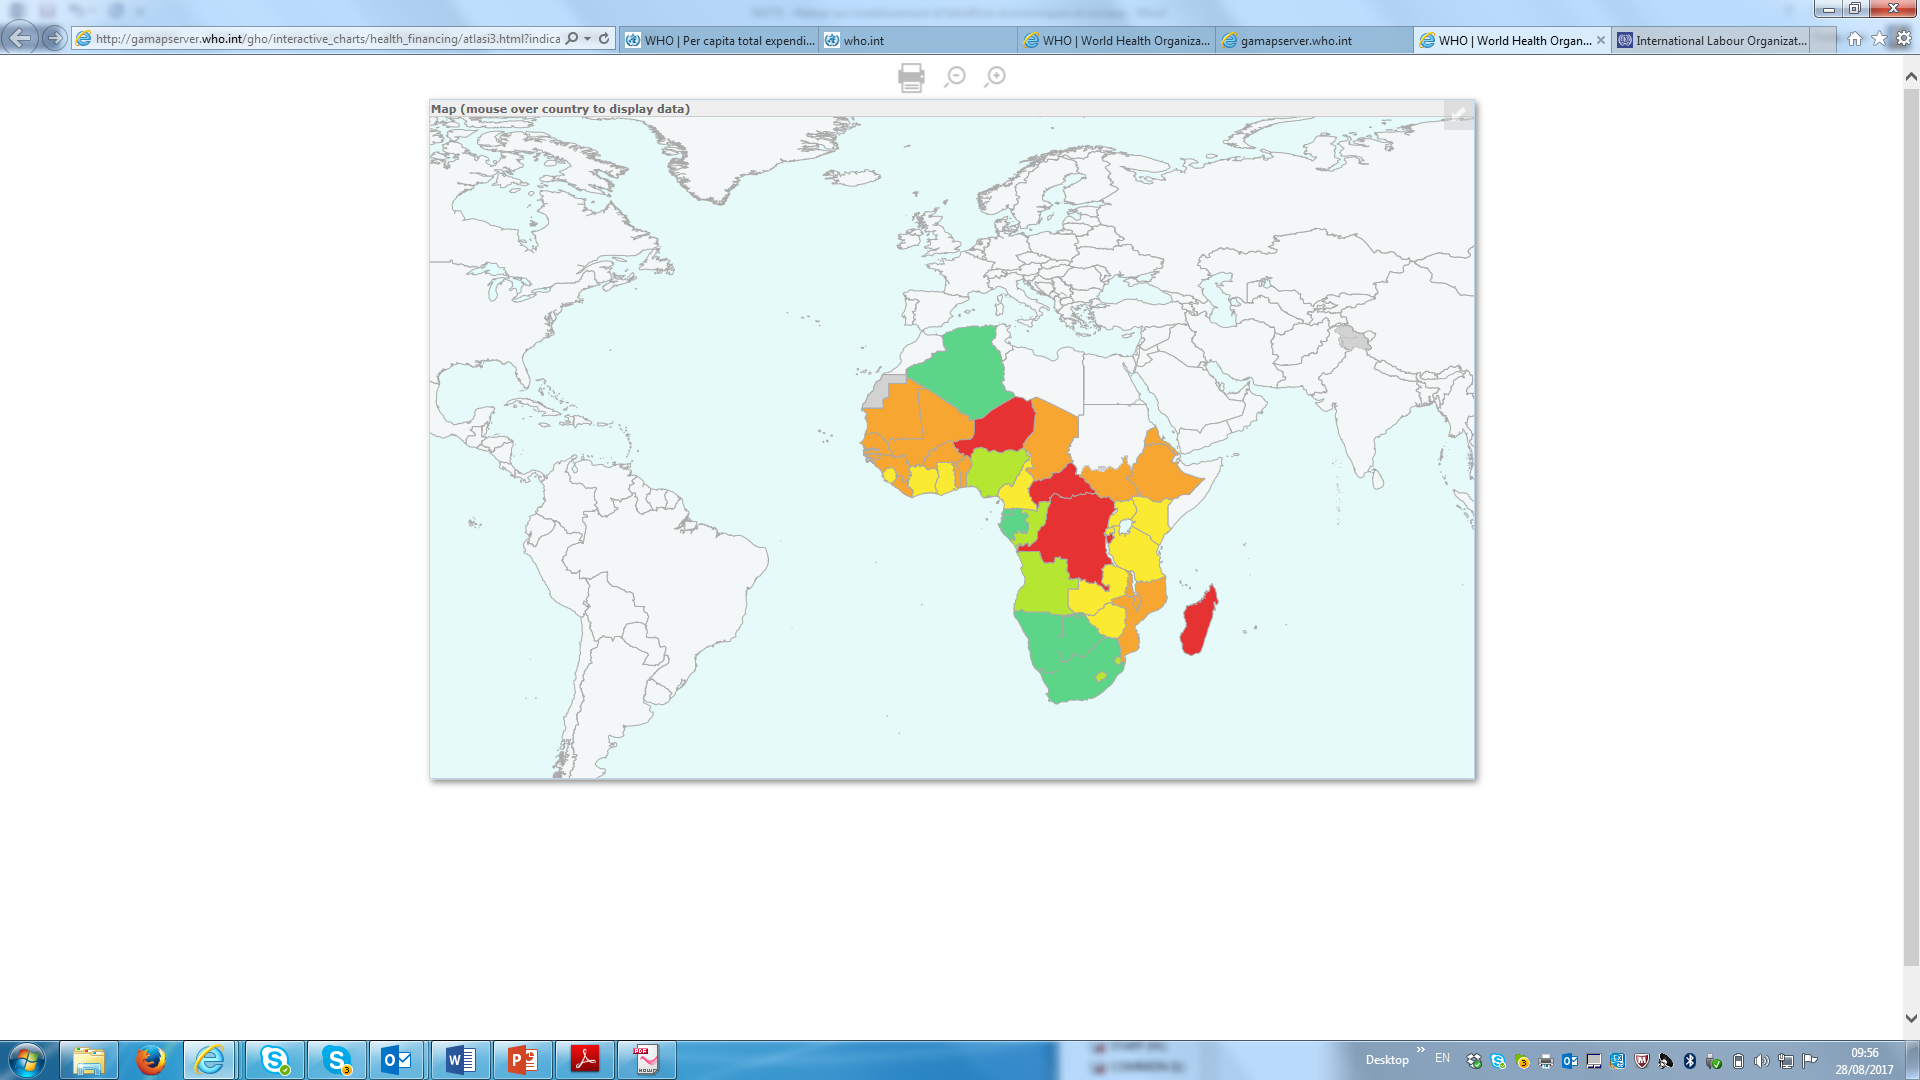 http://gamapserver.who.int/gho/interactive_charts/health_financing/atlasi3.html?indica
WHO | Per capita total expendi...
who.int
WHO | World Health Organiza...
gamapserver.who.int
WHO | World Health Organ...
International Labour Organizat...
Map (mouse over country to display data)
Desktop
EN
09:56
28/08/2017